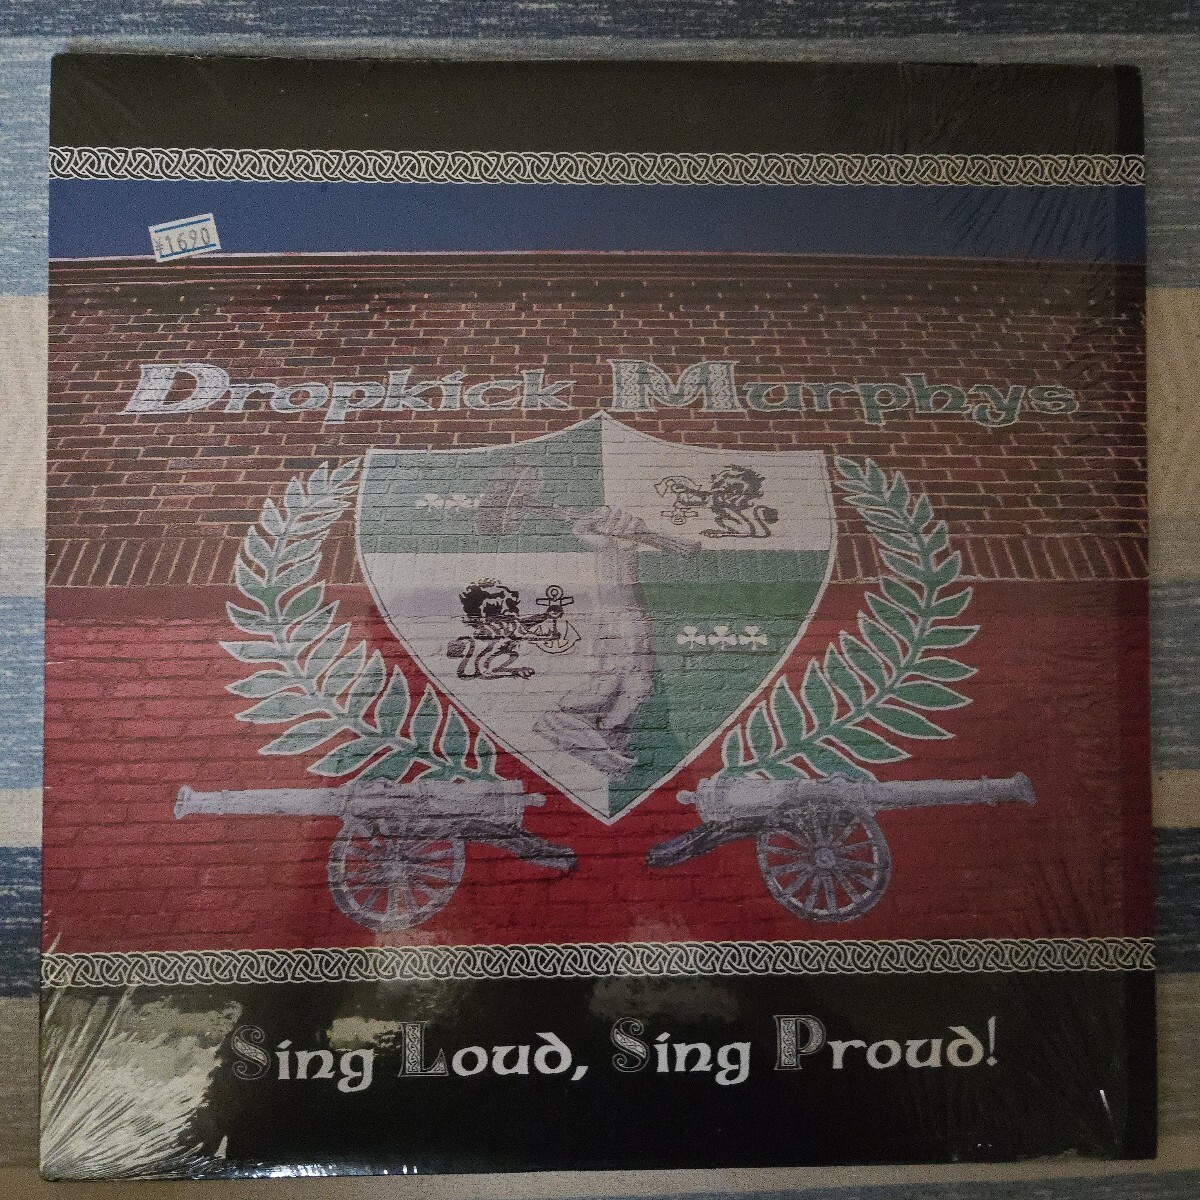 ¥1690
Dropkick Murphys
Sing Loud, Sing Proud!